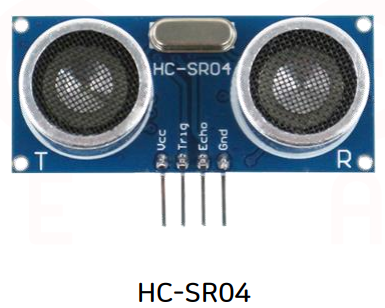 HC-SR04
Vcc
Trig
Echo
Gnd
T
R
HC-SR04